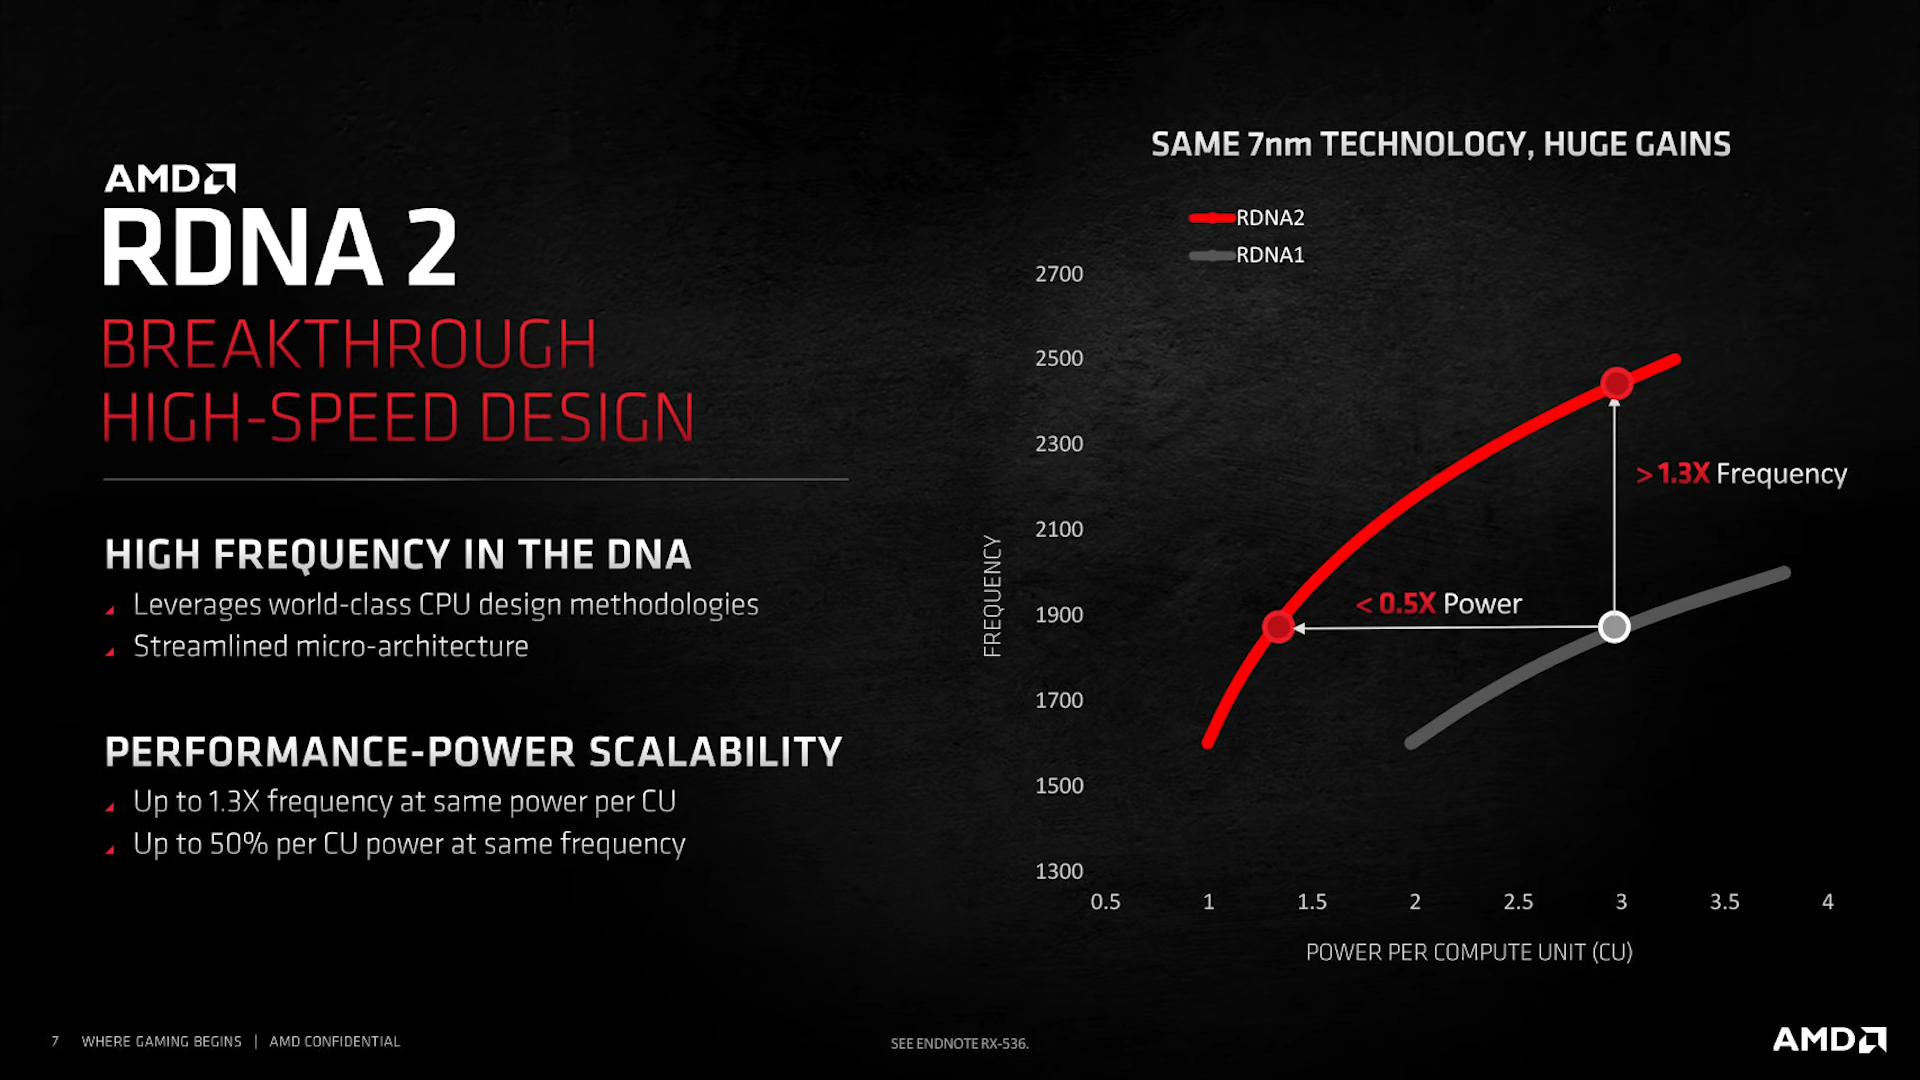 AMD
RDNA 2
BREAKTHROUGH
HIGH-SPEED DESIGN
HIGH FREQUENCY IN THE DNA
Leverages world-class CPU design methodologies
Streamlined micro-architecture
PERFORMANCE-POWER SCALABILITY
Up to 1.3X frequency at same power per CU
Up to 50% per CU power at same frequency
SAME 7nm TECHNOLOGY, HUGE GAINS
RDNA2
RDNA1
2700
2500
2300
2100
1900
1700
1500
1300
FREQUENCY
> 1.3X Frequency
< 0.5X Power
0.5 1 1.5 2 2.5 3 3.5 4
POWER PER COMPUTE UNIT (CU)
7 WHERE GAMING BEGINS | AMD CONFIDENTIAL
SEE ENDNOTE RX-536.
AMD